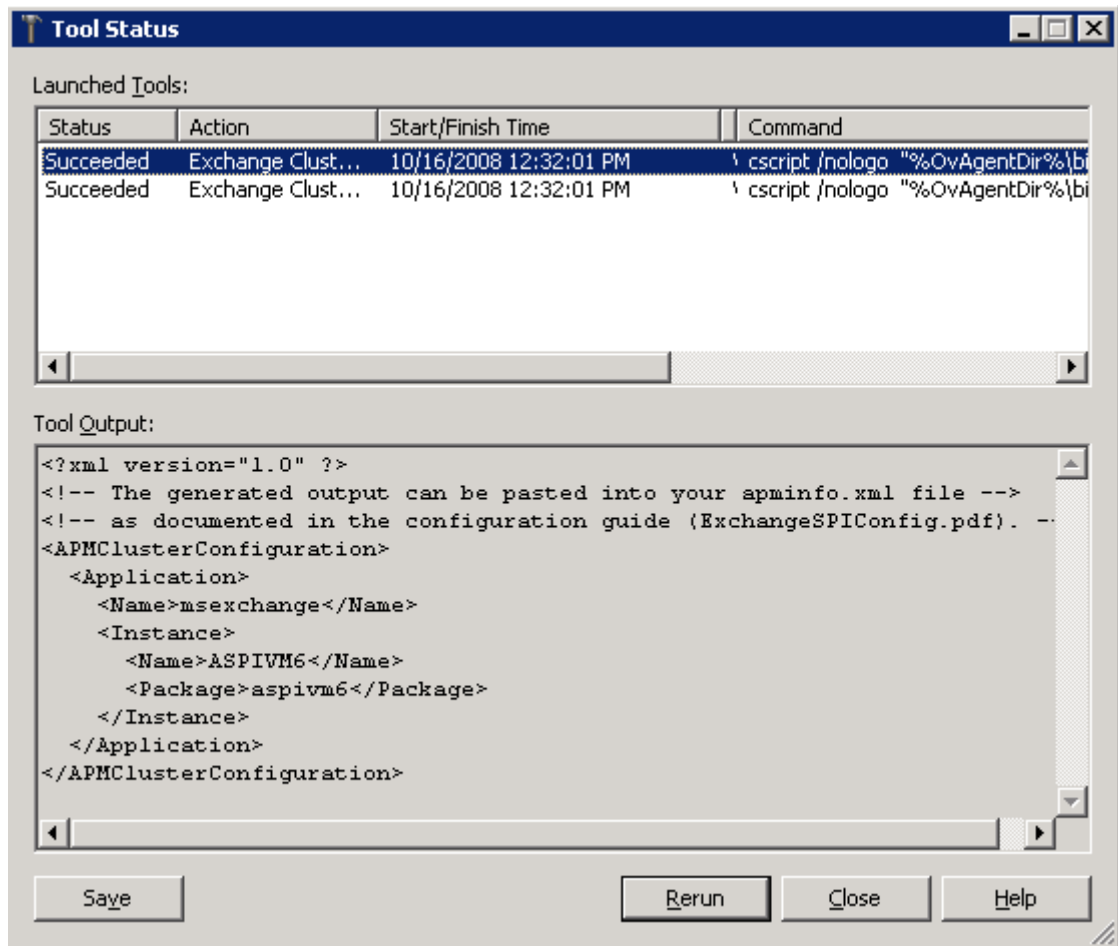 Tool Status
Launched Tools:
Status Action Start/Finish Time Command
Succeeded Exchange Clust... 10/16/2008 12:32:01 PM \ cscript /nologo "%OvAgentDir%\bi
Succeeded Exchange Clust... 10/16/2008 12:32:01 PM \ cscript /nologo "%OvAgentDir%\bi
Tool Output:
<?xml version="1.0" ?>
<!-- The generated output can be pasted into your apminfo.xml file -->
<!-- as documented in the configuration guide (ExchangeSPIConfig.pdf). --
<APMClusterConfiguration>
  <Application>
    <Name>msexchange</Name>
    <Instance>
      <Name>ASPIVM6</Name>
      <Package>aspivm6</Package>
    </Instance>
  </Application>
</APMClusterConfiguration>
Save Rerun Close Help